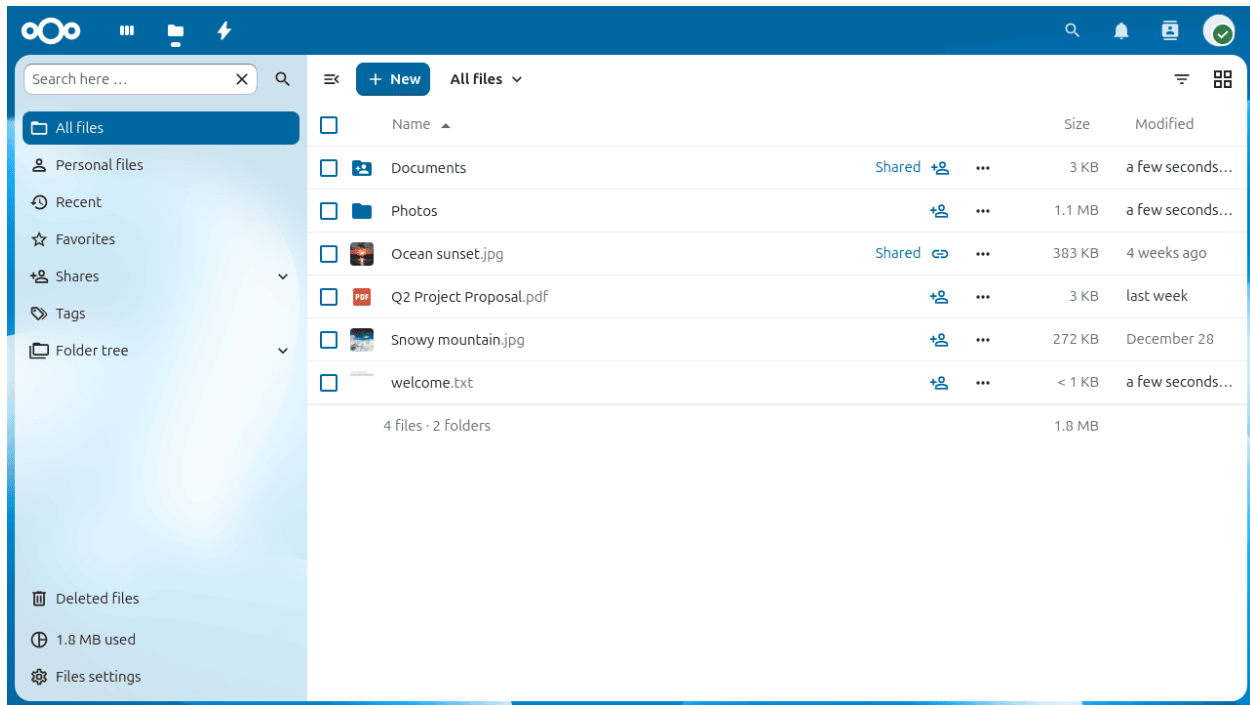 Search here ...
New
All files
All files
Personal files
Recent
Favorites
Shares
Tags
Folder tree
Deleted files
1.8 MB used
Files settings
Name Size Modified
Documents Shared 3 KB a few seconds...
Photos 1.1 MB a few seconds...
Ocean sunset.jpg Shared 383 KB 4 weeks ago
PDF Q2 Project Proposal.pdf 3 KB last week
Snowy mountain.jpg 272 KB December 28
welcome.txt < 1 KB a few seconds...
4 files · 2 folders 1.8 MB